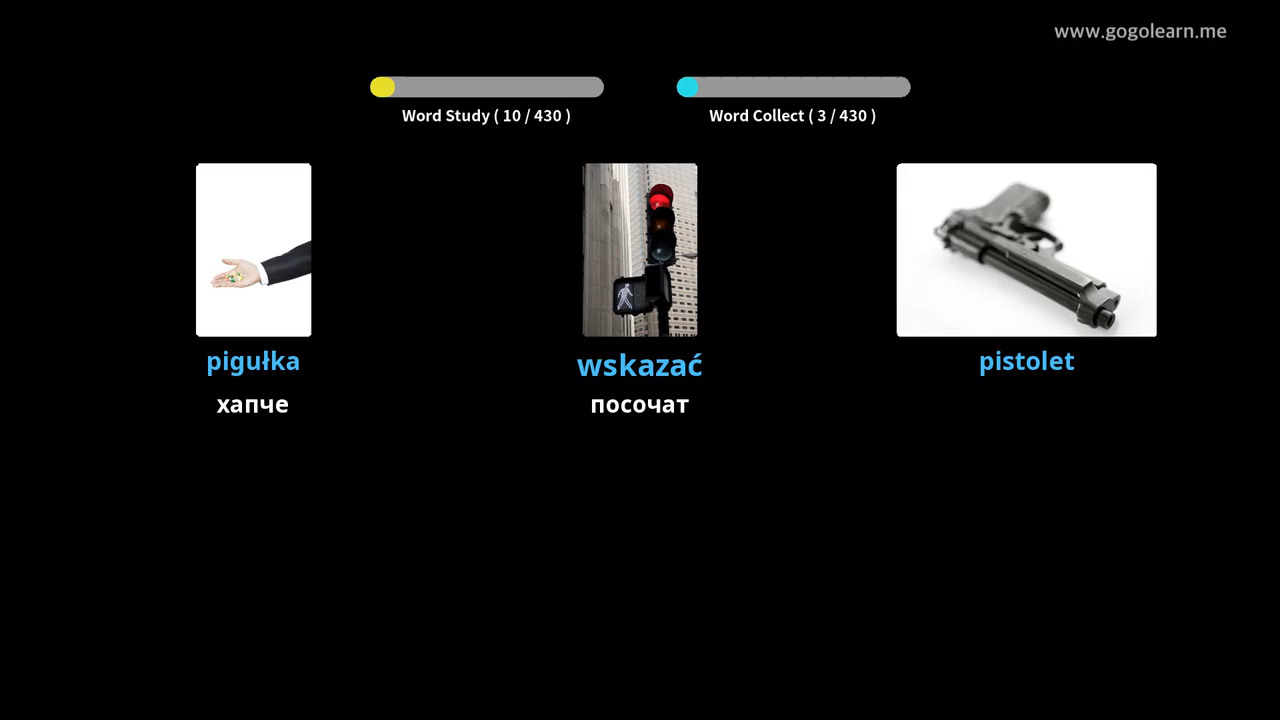 www.gogolearn.me
Word Study ( 10 / 430 )
Word Collect ( 3 / 430 )
pigułka
wskazać
pistolet
хапче
посочат